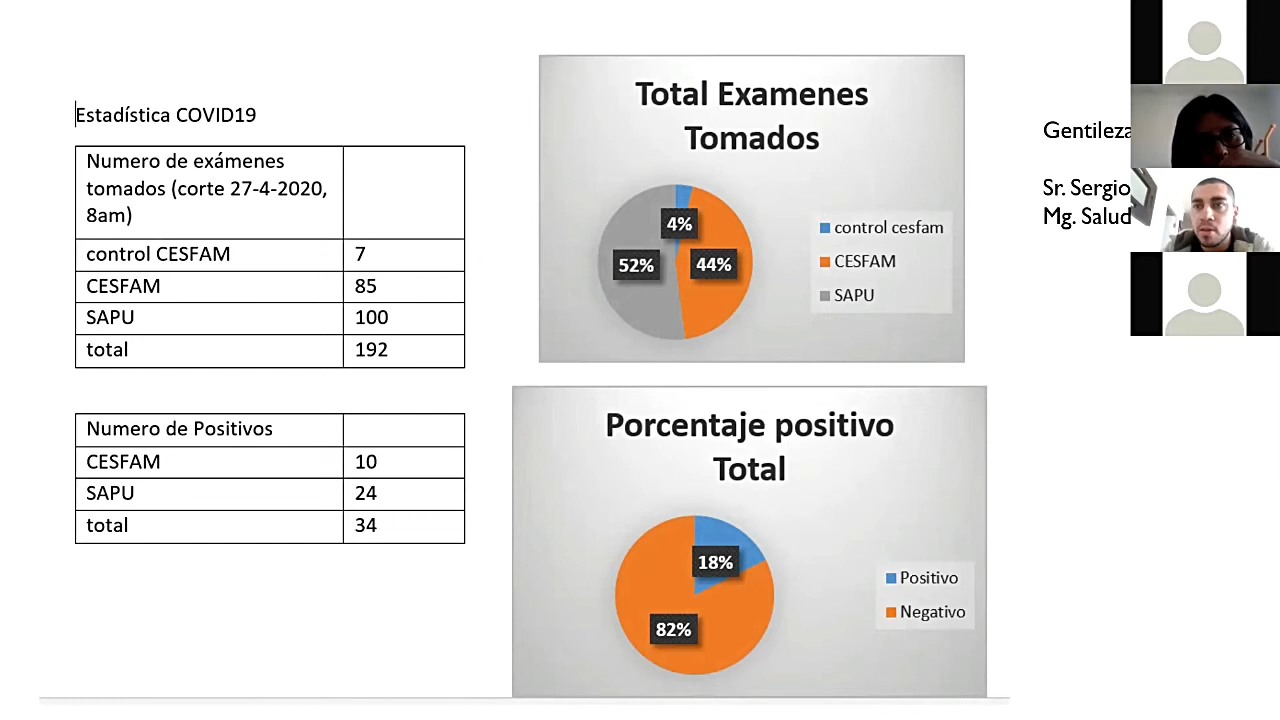 Estadística COVID19
Numero de exámenes
tomados (corte 27-4-2020,
8am)
control CESFAM 7
CESFAM 85
SAPU 100
total 192
Numero de Positivos
CESFAM 10
SAPU 24
total 34
Total Examenes
Tomados
4%
52%
44%
control cesfam
CESFAM
SAPU
Porcentaje positivo
Total
18%
82%
Positivo
Negativo
Gentileza
Sr. Sergio
Mg. Salud